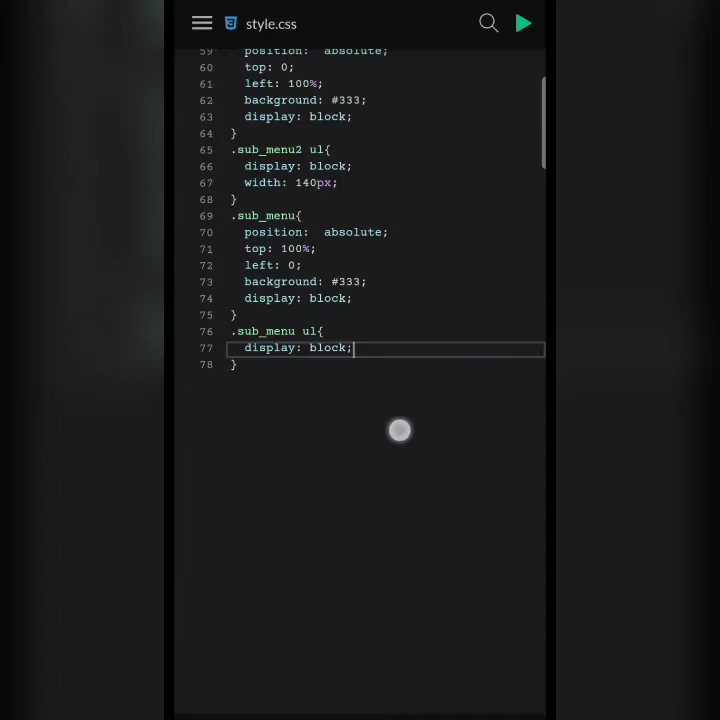 style.css
59 position:  absolute;
60 top: 0;
61 left: 100%;
62 background: #333;
63 display: block;
64 }
65 .sub_menu2 ul{
66 display: block;
67 width: 140px;
68 }
69 .sub_menu{
70 position:  absolute;
71 top: 100%;
72 left: 0;
73 background: #333;
74 display: block;
75 }
76 .sub_menu ul{
77 display: block;
78 }